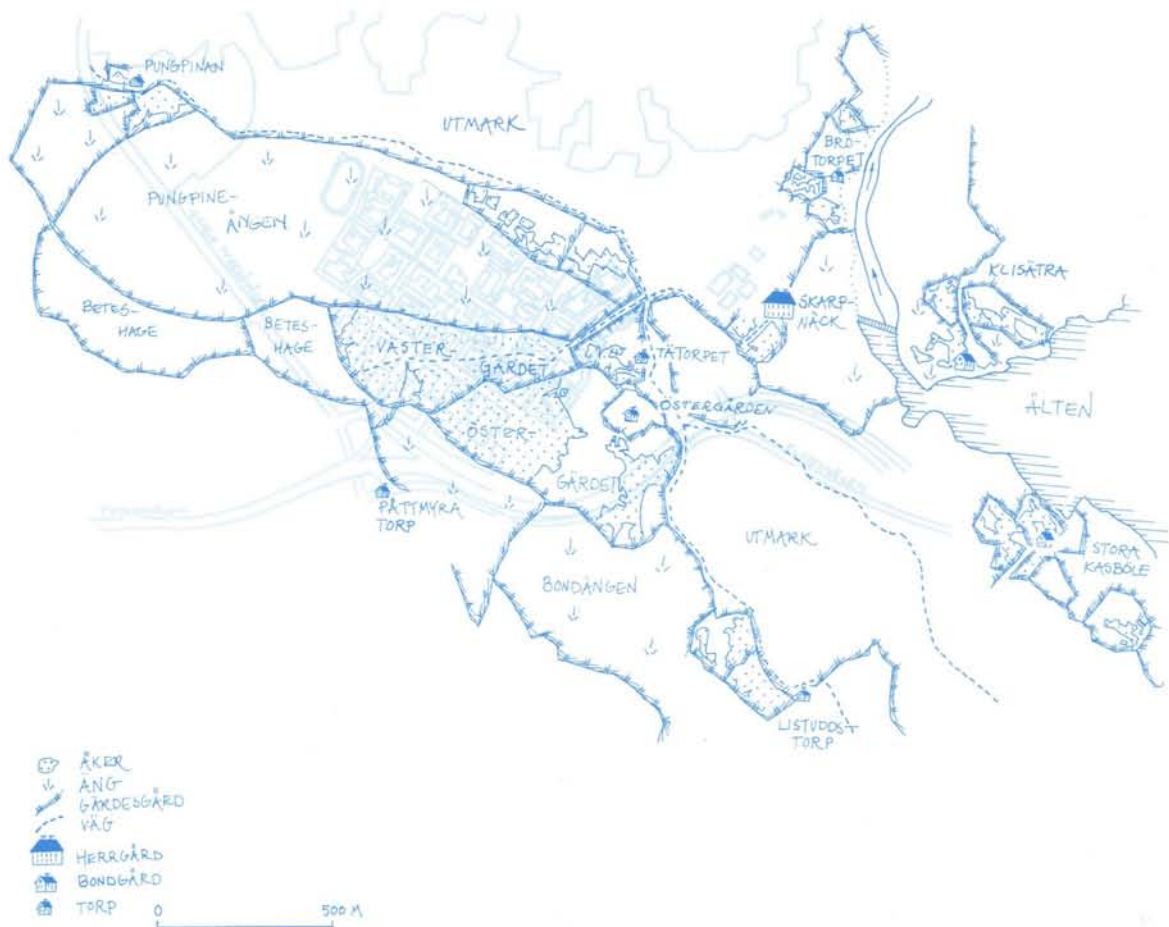 PUNGPINAN
UTMARK
BRO-
TORPET
PUNGPINE-
ÄNGEN
KLISÄTRA
SKARP-
NÄCK
BETES-
HAGE
BETES-
HAGE
VÄSTER-
GÄRDET
TÄTORPET
ÖSTERGÅRDEN
ÄLTEN
ÖSTER-
GÄRDET
PÅTTMYRA
TORP
UTMARK
STORA
KASBÖLE
BONDÄNGEN
LISTUDDS-
TORP
ÅKER
ÄNG
GÄRDESGÅRD
VÄG
HERRGÅRD
BONDGÅRD
TORP
0 500 M